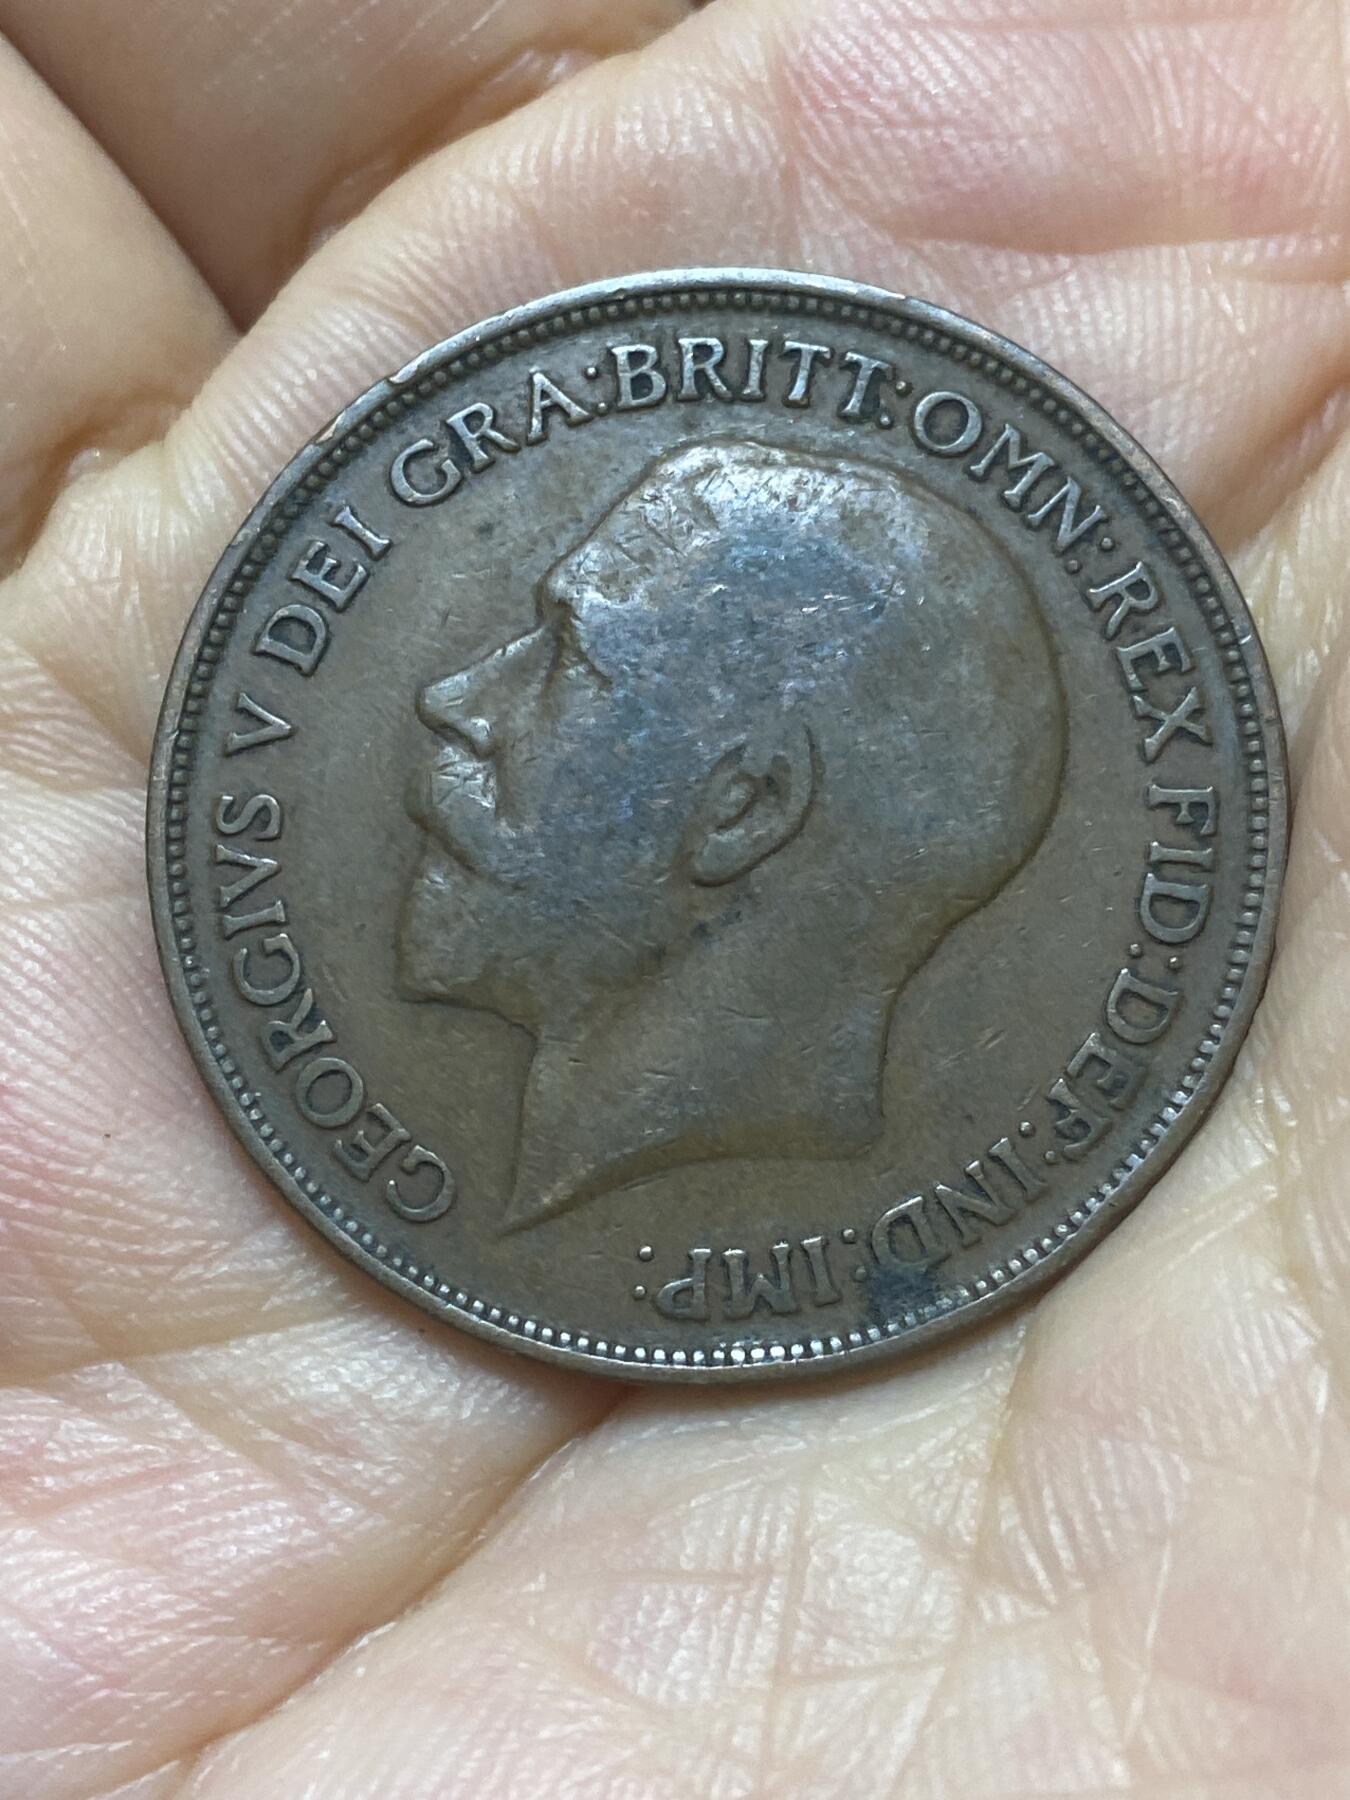 GEORGIVS V DEI GRA:BRITT:OMN:REX FID:DEF:IND:IMP: